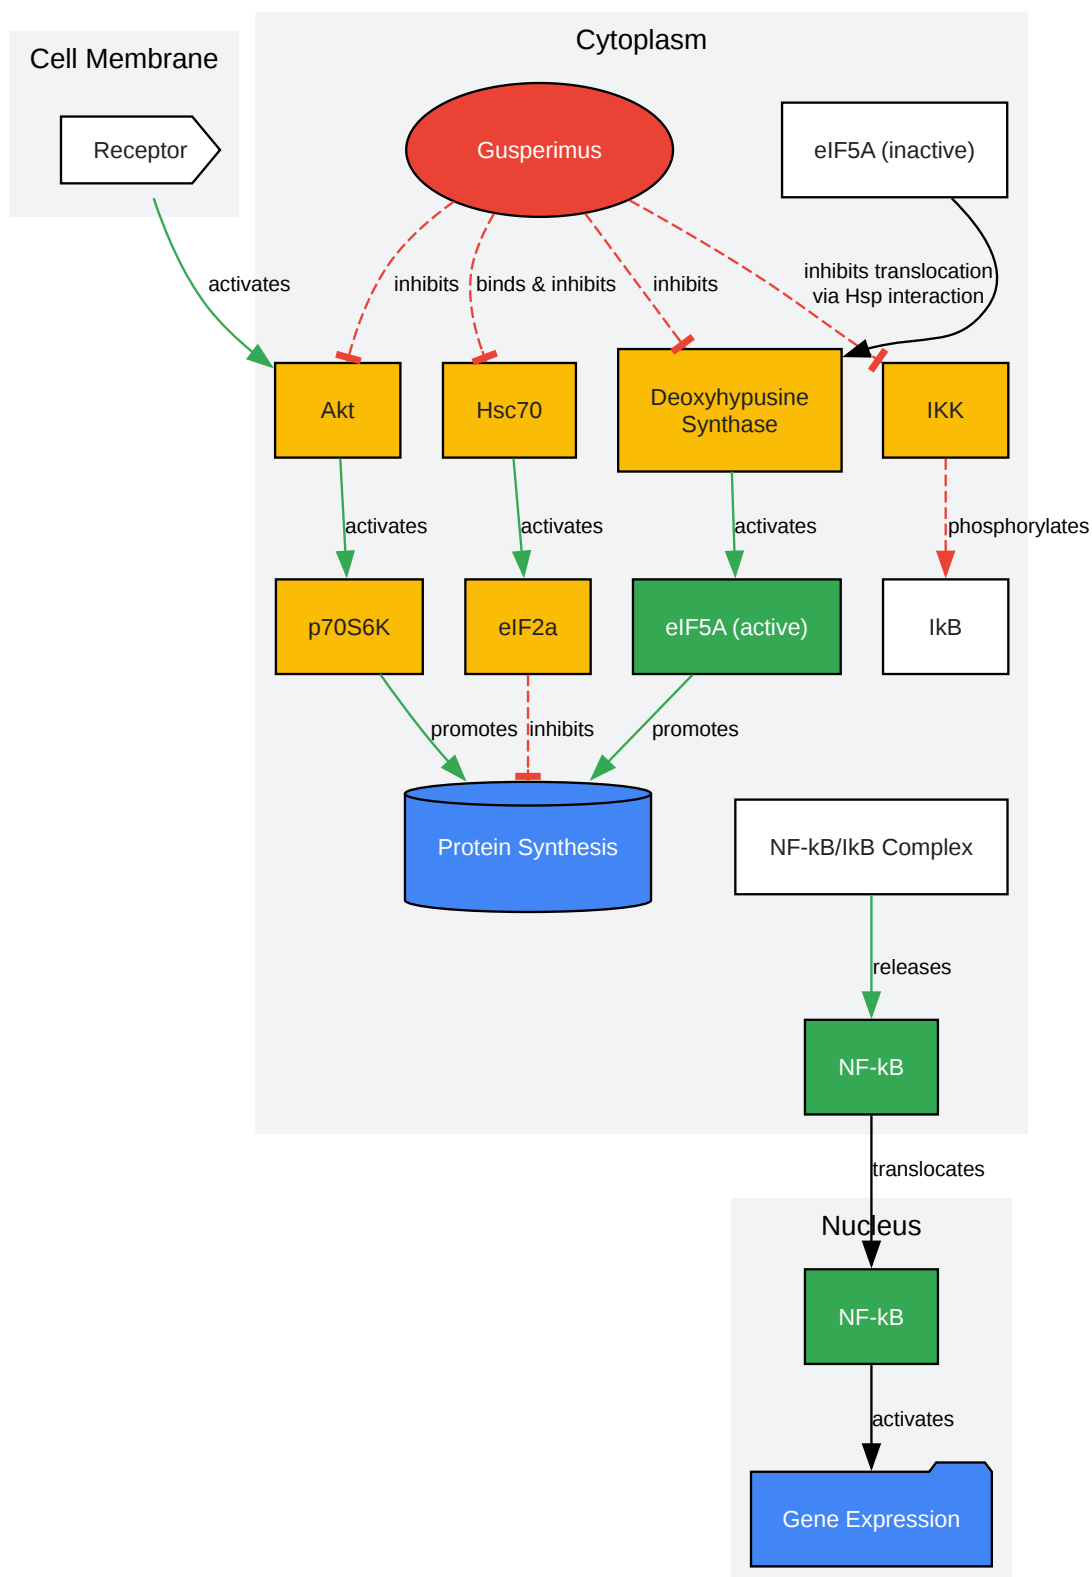 Cytoplasm
Cell Membrane
Receptor
Gusperimus
eIF5A (inactive)
activates
inhibits
binds & inhibits
inhibits
inhibits translocation
via Hsp interaction
Akt
Hsc70
Deoxyhypusine
Synthase
IKK
activates
activates
activates
phosphorylates
p70S6K
eIF2a
eIF5A (active)
IkB
promotes
inhibits
promotes
Protein Synthesis
NF-kB/IkB Complex
releases
NF-kB
translocates
Nucleus
NF-kB
activates
Gene Expression